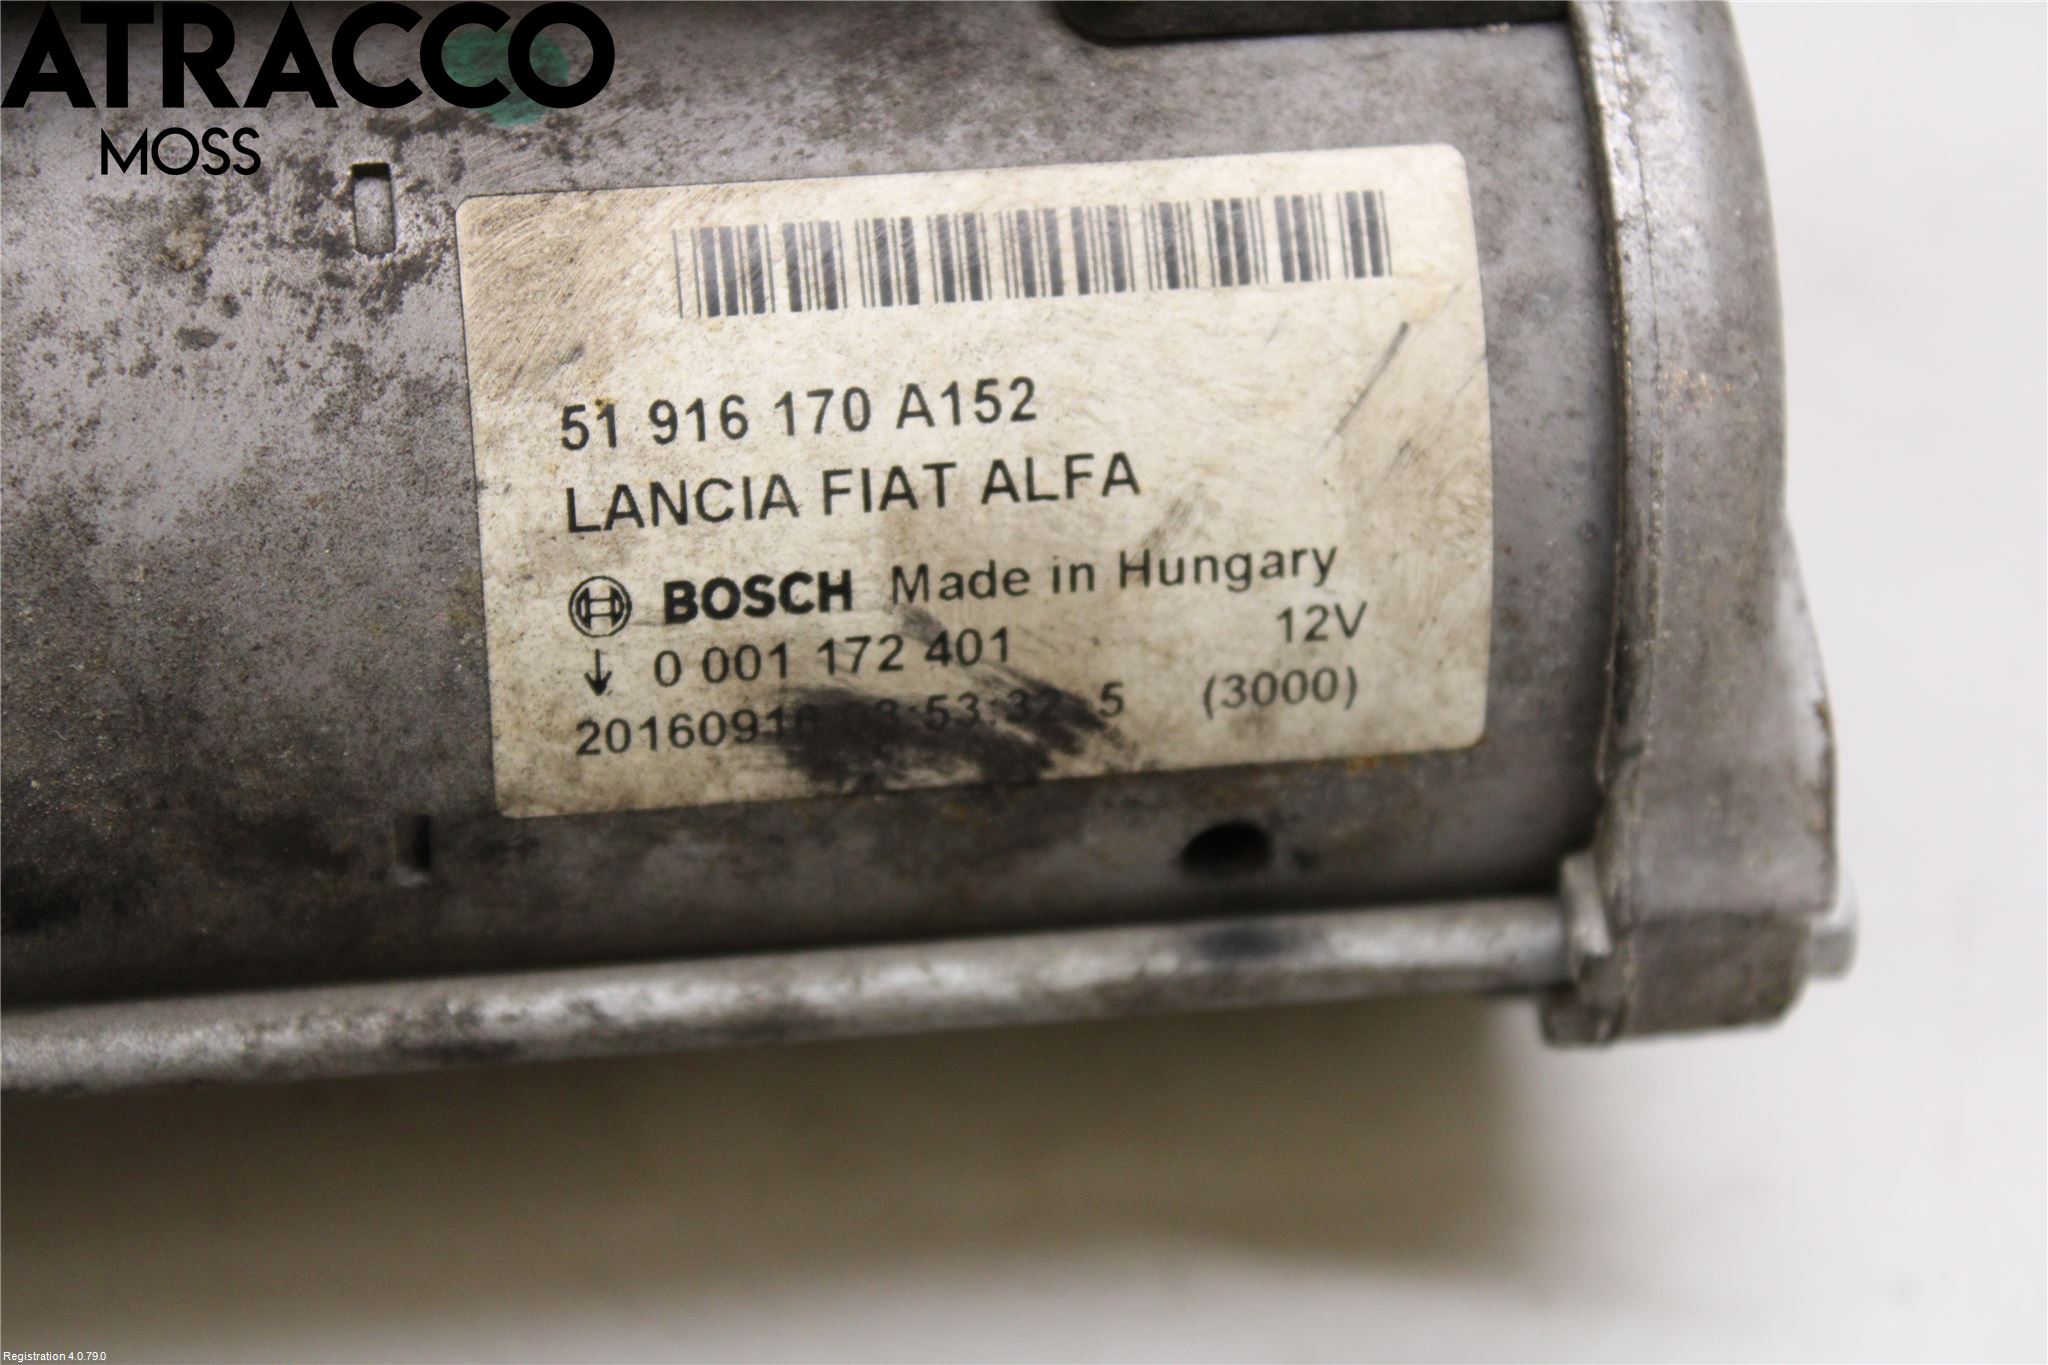 ATRACCO
MOSS
51 916 170 A152
LANCIA FIAT ALFA
BOSCH Made in Hungary
0 001 172 401 12V
(3000)
Registration 4.0.79.0